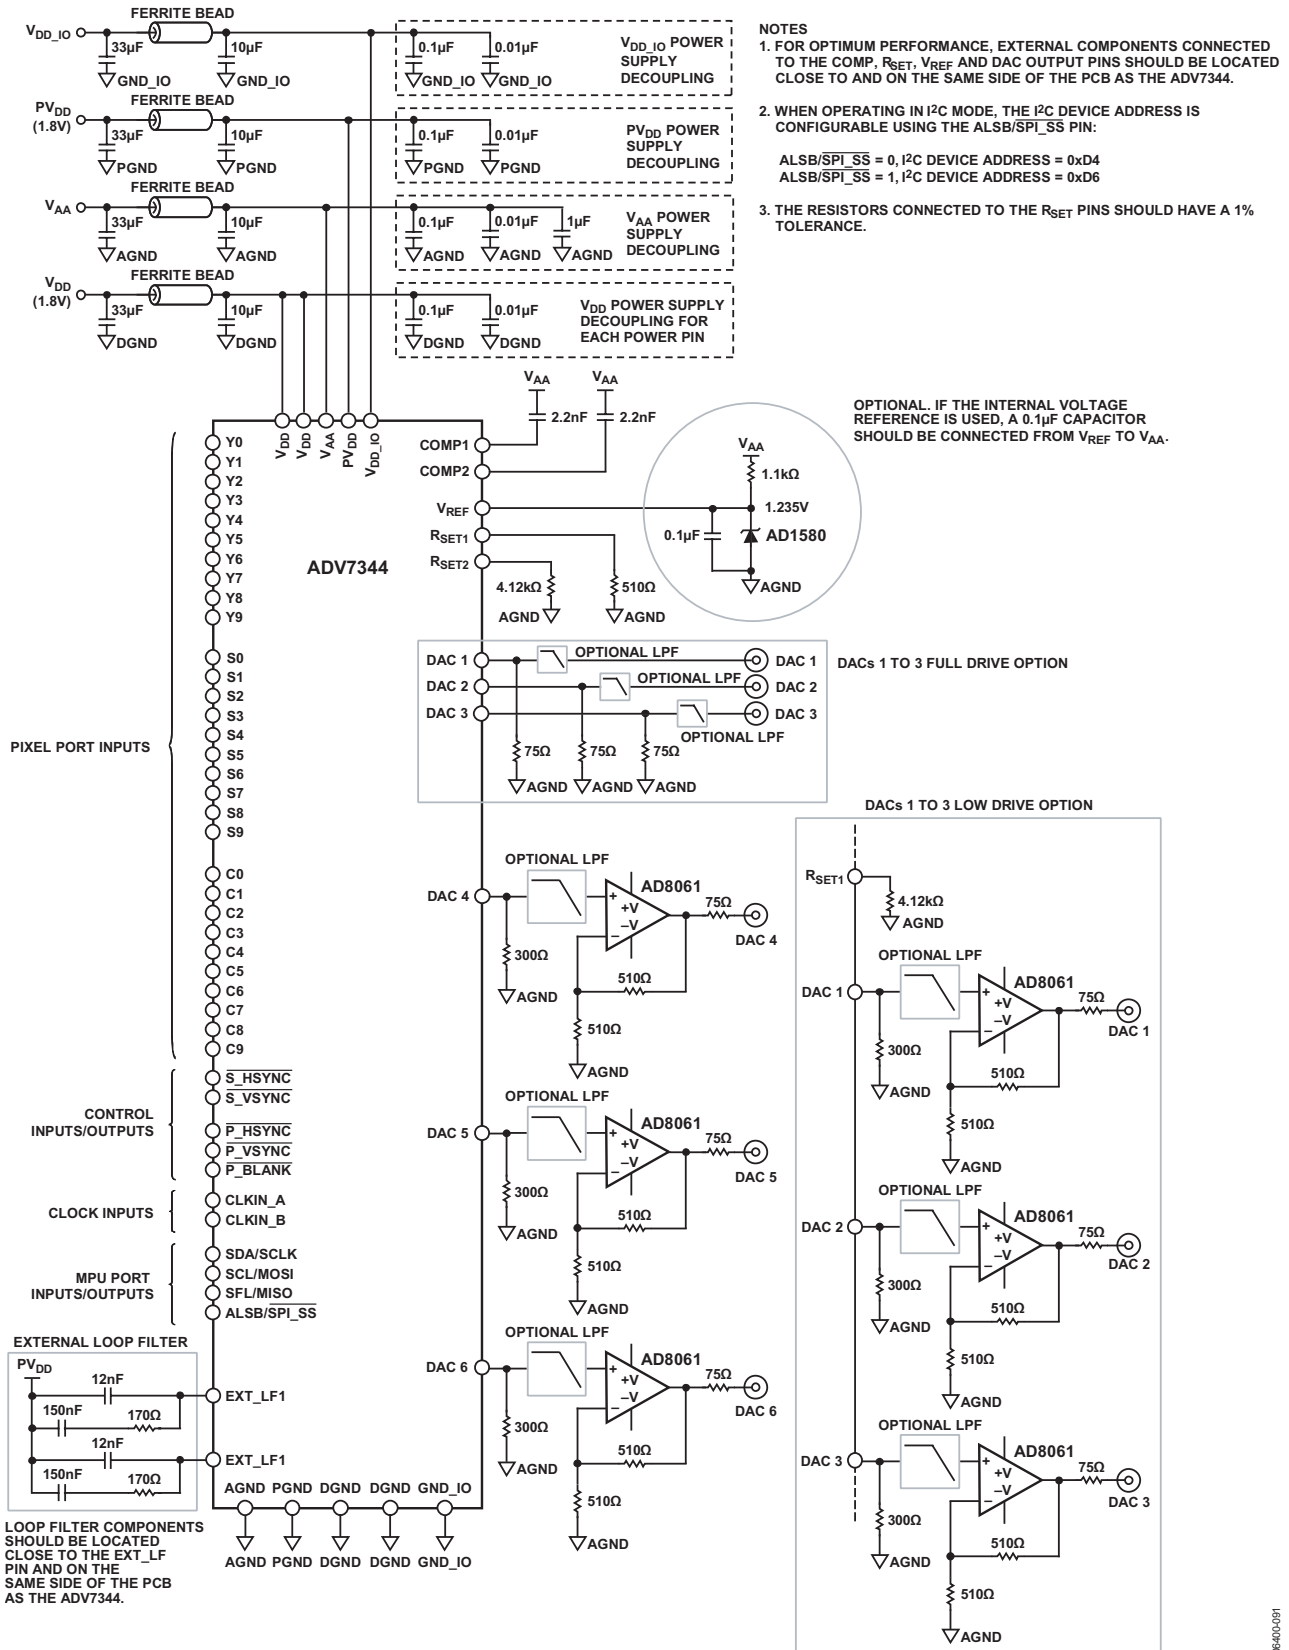 FERRITE BEAD
VDD_IO
33µF
10µF
0.1µF
0.01µF
GND_IO
GND_IO
GND_IO
GND_IO
VDD_IO POWER
SUPPLY
DECOUPLING
FERRITE BEAD
PVDD
(1.8V)
33µF
10µF
0.1µF
0.01µF
PGND
PGND
PGND
PGND
PVDD POWER
SUPPLY
DECOUPLING
FERRITE BEAD
VAA
33µF
10µF
0.1µF
0.01µF
1µF
AGND
AGND
AGND
AGND
AGND
VAA POWER
SUPPLY
DECOUPLING
FERRITE BEAD
VDD
(1.8V)
33µF
10µF
0.1µF
0.01µF
DGND
DGND
DGND
DGND
VDD POWER SUPPLY
DECOUPLING FOR
EACH POWER PIN
NOTES
1. FOR OPTIMUM PERFORMANCE, EXTERNAL COMPONENTS CONNECTED
TO THE COMP, RSET, VREF AND DAC OUTPUT PINS SHOULD BE LOCATED
CLOSE TO AND ON THE SAME SIDE OF THE PCB AS THE ADV7344.
2. WHEN OPERATING IN I2C MODE, THE I2C DEVICE ADDRESS IS
CONFIGURABLE USING THE ALSB/SPI_SS PIN:
ALSB/SPI_SS = 0, I2C DEVICE ADDRESS = 0xD4
ALSB/SPI_SS = 1, I2C DEVICE ADDRESS = 0xD6
3. THE RESISTORS CONNECTED TO THE RSET PINS SHOULD HAVE A 1%
TOLERANCE.
VAA
VAA
2.2nF
2.2nF
OPTIONAL. IF THE INTERNAL VOLTAGE
REFERENCE IS USED, A 0.1µF CAPACITOR
SHOULD BE CONNECTED FROM VREF TO VAA.
VAA
1.1kΩ
1.235V
0.1µF
AD1580
AGND
VDD
VDD
VAA
PVDD
VDD_IO
COMP1
COMP2
VREF
RSET1
RSET2
4.12kΩ
510Ω
AGND
AGND
ADV7344
PIXEL PORT INPUTS
Y0
Y1
Y2
Y3
Y4
Y5
Y6
Y7
Y8
Y9
S0
S1
S2
S3
S4
S5
S6
S7
S8
S9
C0
C1
C2
C3
C4
C5
C6
C7
C8
C9
CONTROL
INPUTS/OUTPUTS
S_HSYNC
S_VSYNC
P_HSYNC
P_VSYNC
P_BLANK
CLOCK INPUTS
CLKIN_A
CLKIN_B
MPU PORT
INPUTS/OUTPUTS
SDA/SCLK
SCL/MOSI
SFL/MISO
ALSB/SPI_SS
EXTERNAL LOOP FILTER
PVDD
12nF
150nF
170Ω
EXT_LF1
12nF
150nF
170Ω
EXT_LF1
LOOP FILTER COMPONENTS
SHOULD BE LOCATED
CLOSE TO THE EXT_LF
PIN AND ON THE
SAME SIDE OF THE PCB
AS THE ADV7344.
AGND PGND DGND DGND GND_IO
AGND PGND DGND DGND GND_IO
DAC 1
OPTIONAL LPF
DAC 1
DAC 2
OPTIONAL LPF
DAC 2
DAC 3
DAC 3
OPTIONAL LPF
75Ω
75Ω
75Ω
AGND
AGND
AGND
DACs 1 TO 3 FULL DRIVE OPTION
OPTIONAL LPF
DAC 4
AD8061
+
+V
–V
–
75Ω
DAC 4
300Ω
AGND
510Ω
510Ω
AGND
OPTIONAL LPF
DAC 5
AD8061
+
+V
–V
–
75Ω
DAC 5
300Ω
AGND
510Ω
510Ω
AGND
OPTIONAL LPF
DAC 6
AD8061
+
+V
–V
–
75Ω
DAC 6
300Ω
AGND
510Ω
510Ω
AGND
DACs 1 TO 3 LOW DRIVE OPTION
RSET1
4.12kΩ
AGND
OPTIONAL LPF
DAC 1
AD8061
+
+V
–V
–
75Ω
DAC 1
300Ω
AGND
510Ω
510Ω
AGND
OPTIONAL LPF
DAC 2
AD8061
+
+V
–V
–
75Ω
DAC 2
300Ω
AGND
510Ω
510Ω
AGND
OPTIONAL LPF
DAC 3
AD8061
+
+V
–V
–
75Ω
DAC 3
300Ω
AGND
510Ω
510Ω
AGND